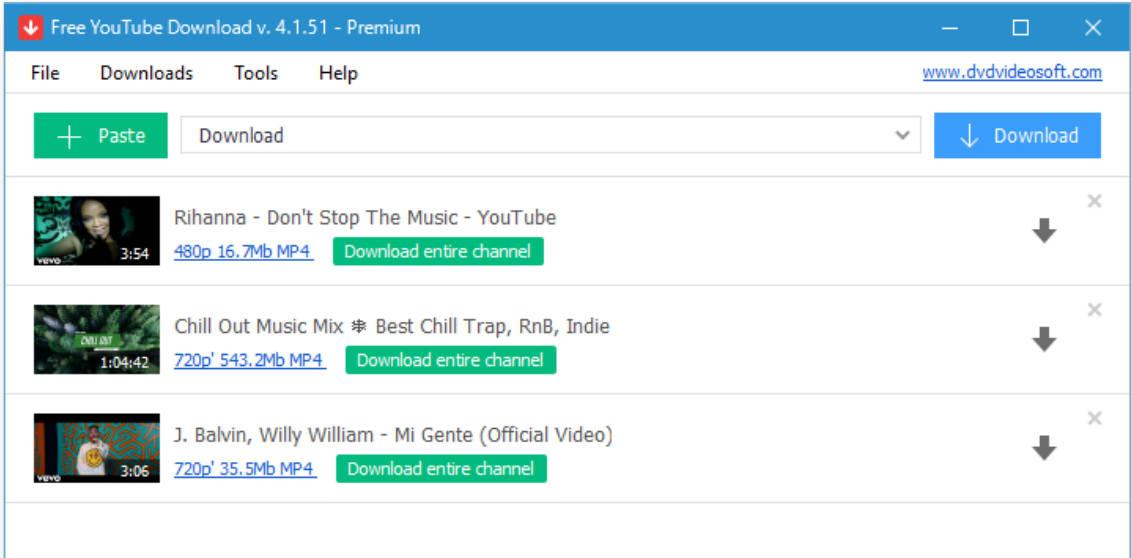 Free YouTube Download v. 4.1.51 - Premium
File Downloads Tools Help www.dvdvideosoft.com
Paste Download Download
Rihanna - Don't Stop The Music - YouTube
vevo 3:54 480p 16.7Mb MP4 Download entire channel
Chill Out Music Mix ❉ Best Chill Trap, RnB, Indie
CHILL OUT
1:04:42 720p' 543.2Mb MP4 Download entire channel
J. Balvin, Willy William - Mi Gente (Official Video)
vevo 3:06 720p' 35.5Mb MP4 Download entire channel